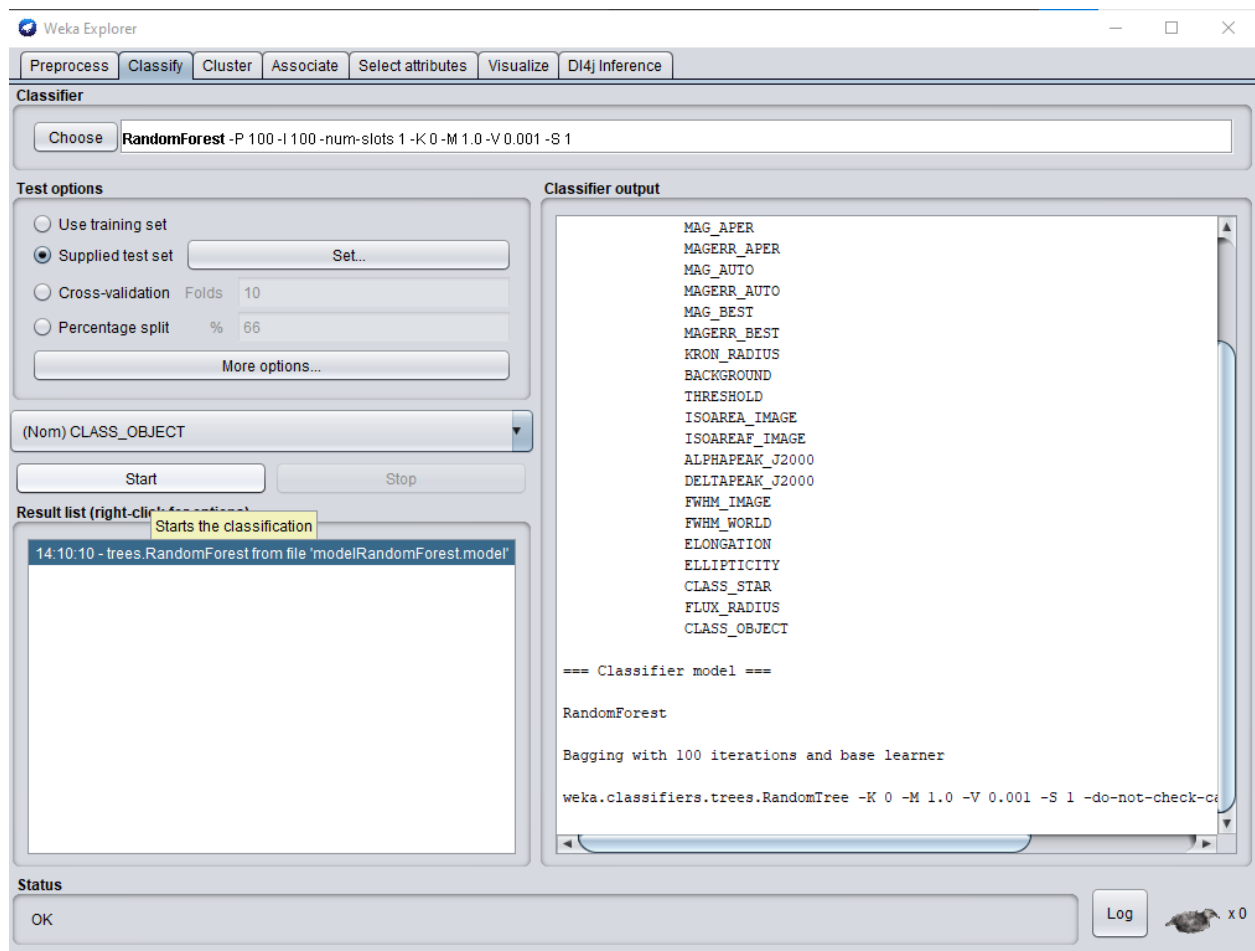 Weka Explorer
Preprocess Classify Cluster Associate Select attributes Visualize Dl4j Inference
Classifier
Choose RandomForest -P 100 -I 100 -num-slots 1 -K 0 -M 1.0 -V 0.001 -S 1
Test options
Use training set
Supplied test set Set...
Cross-validation Folds 10
Percentage split % 66
More options...
(Nom) CLASS_OBJECT
Start Stop
Result list (right-click for options)
Starts the classification
14:10:10 - trees.RandomForest from file 'modelRandomForest.model'
Classifier output
MAG_APER
MAGERR_APER
MAG_AUTO
MAGERR_AUTO
MAG_BEST
MAGERR_BEST
KRON_RADIUS
BACKGROUND
THRESHOLD
ISOAREA_IMAGE
ISOAREAF_IMAGE
ALPHAPEAK_J2000
DELTAPEAK_J2000
FWHM_IMAGE
FWHM_WORLD
ELONGATION
ELLIPTICITY
CLASS_STAR
FLUX_RADIUS
CLASS_OBJECT
=== Classifier model ===
RandomForest
Bagging with 100 iterations and base learner
weka.classifiers.trees.RandomTree -K 0 -M 1.0 -V 0.001 -S 1 -do-not-check-ca
Status
OK
Log x 0